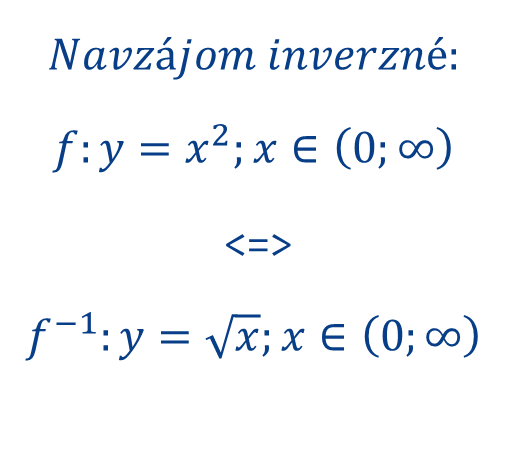 Navzájom inverzné:
f: y = x²; x ∈ (0; ∞)
<=>
f⁻¹: y = √x; x ∈ (0; ∞)